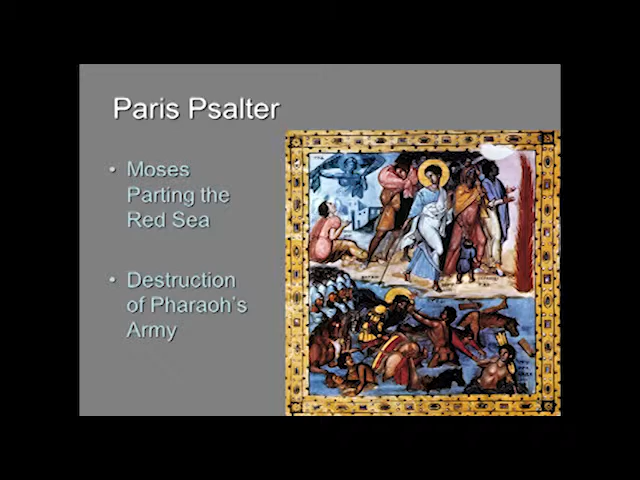 Paris Psalter
• Moses
Parting the
Red Sea
• Destruction
of Pharaoh's
Army